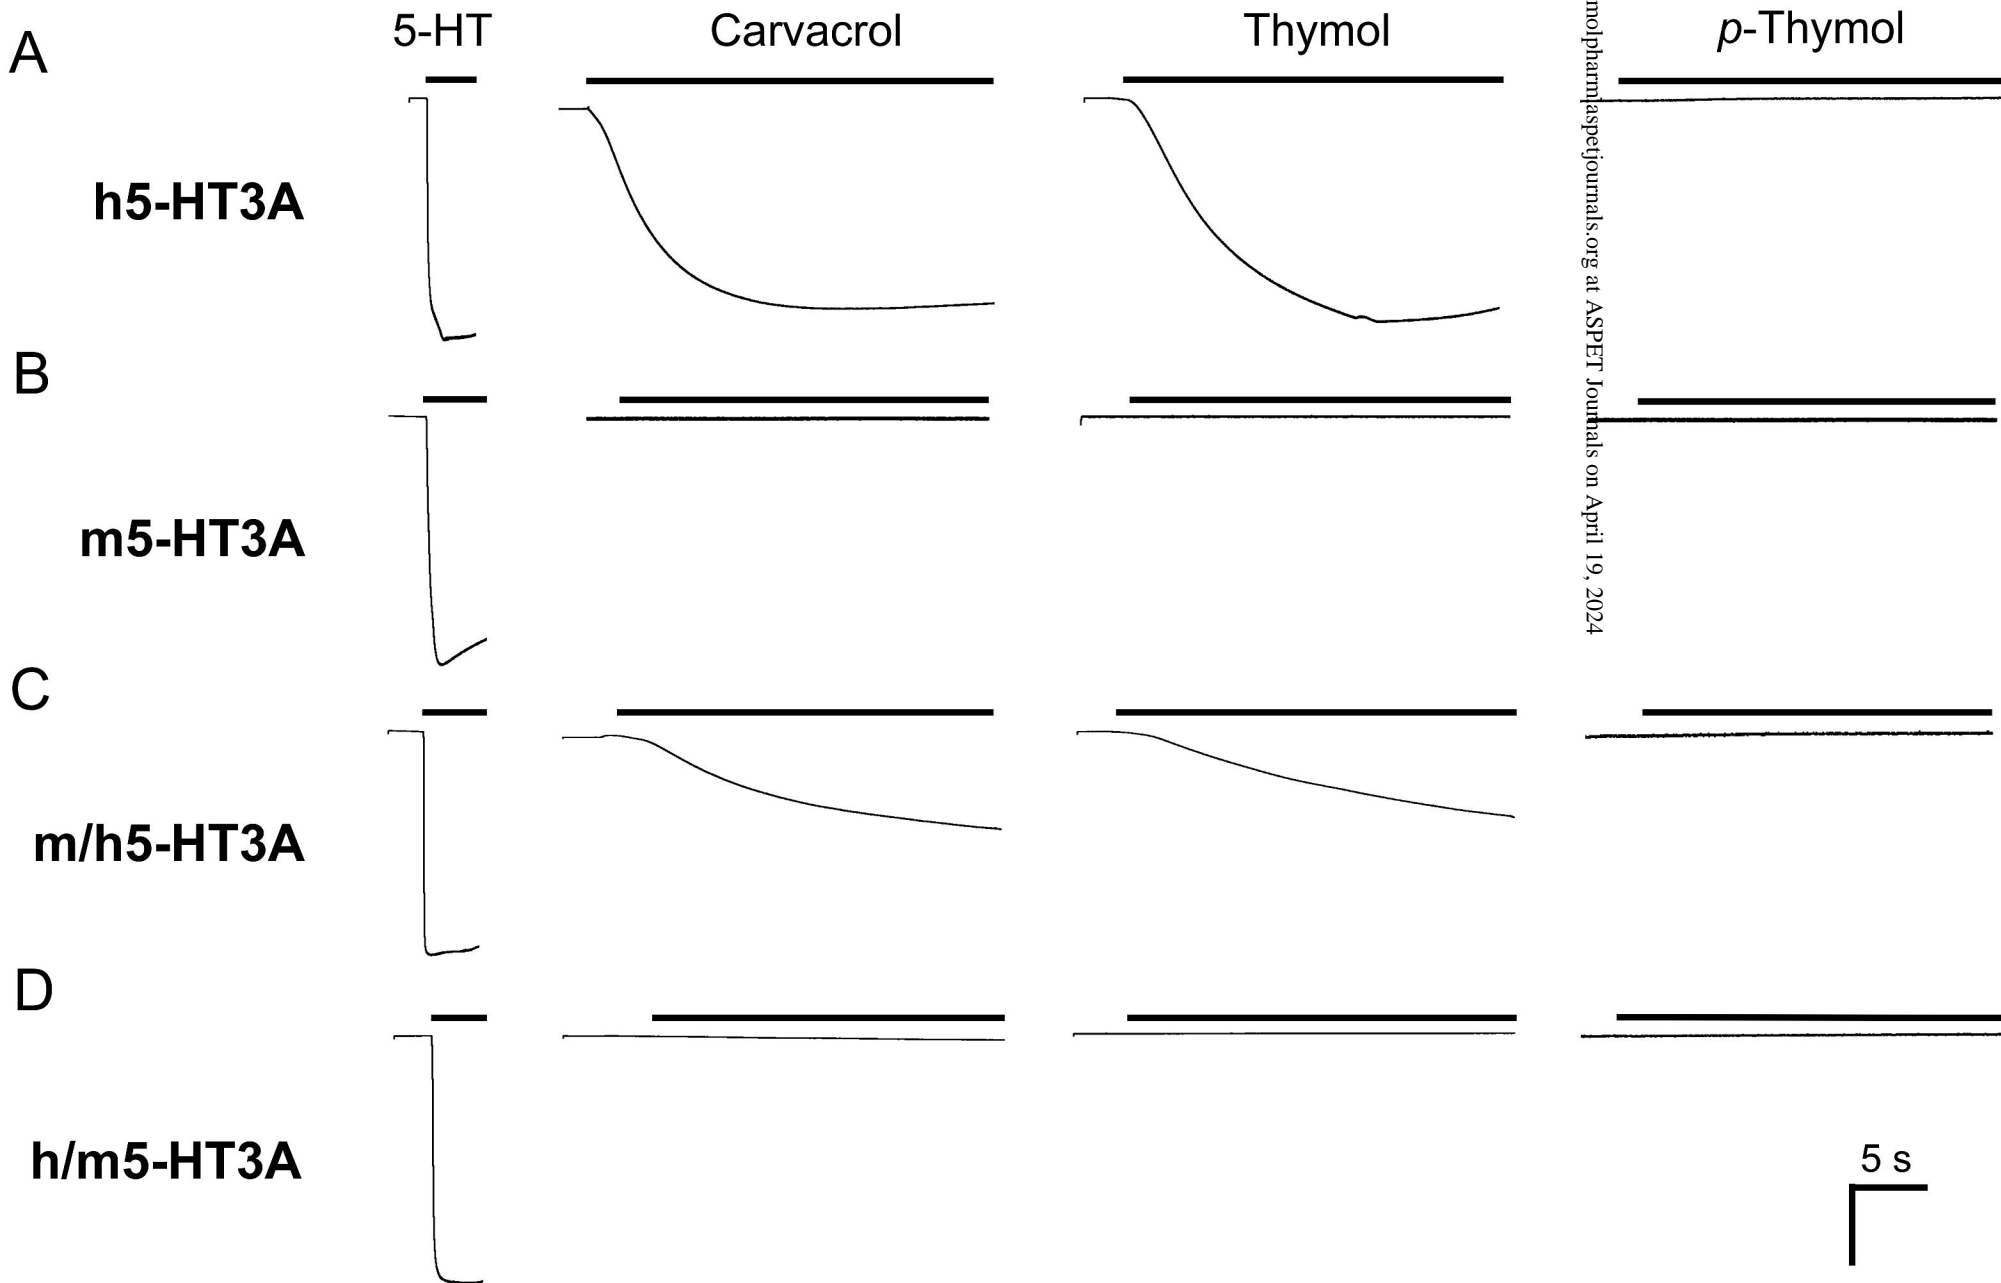 A
5-HT
Carvacrol
Thymol
p-Thymol
h5-HT3A
molpharm.aspetjournals.org at ASPET Journals on April 19, 2024
B
m5-HT3A
C
m/h5-HT3A
D
h/m5-HT3A
5 s